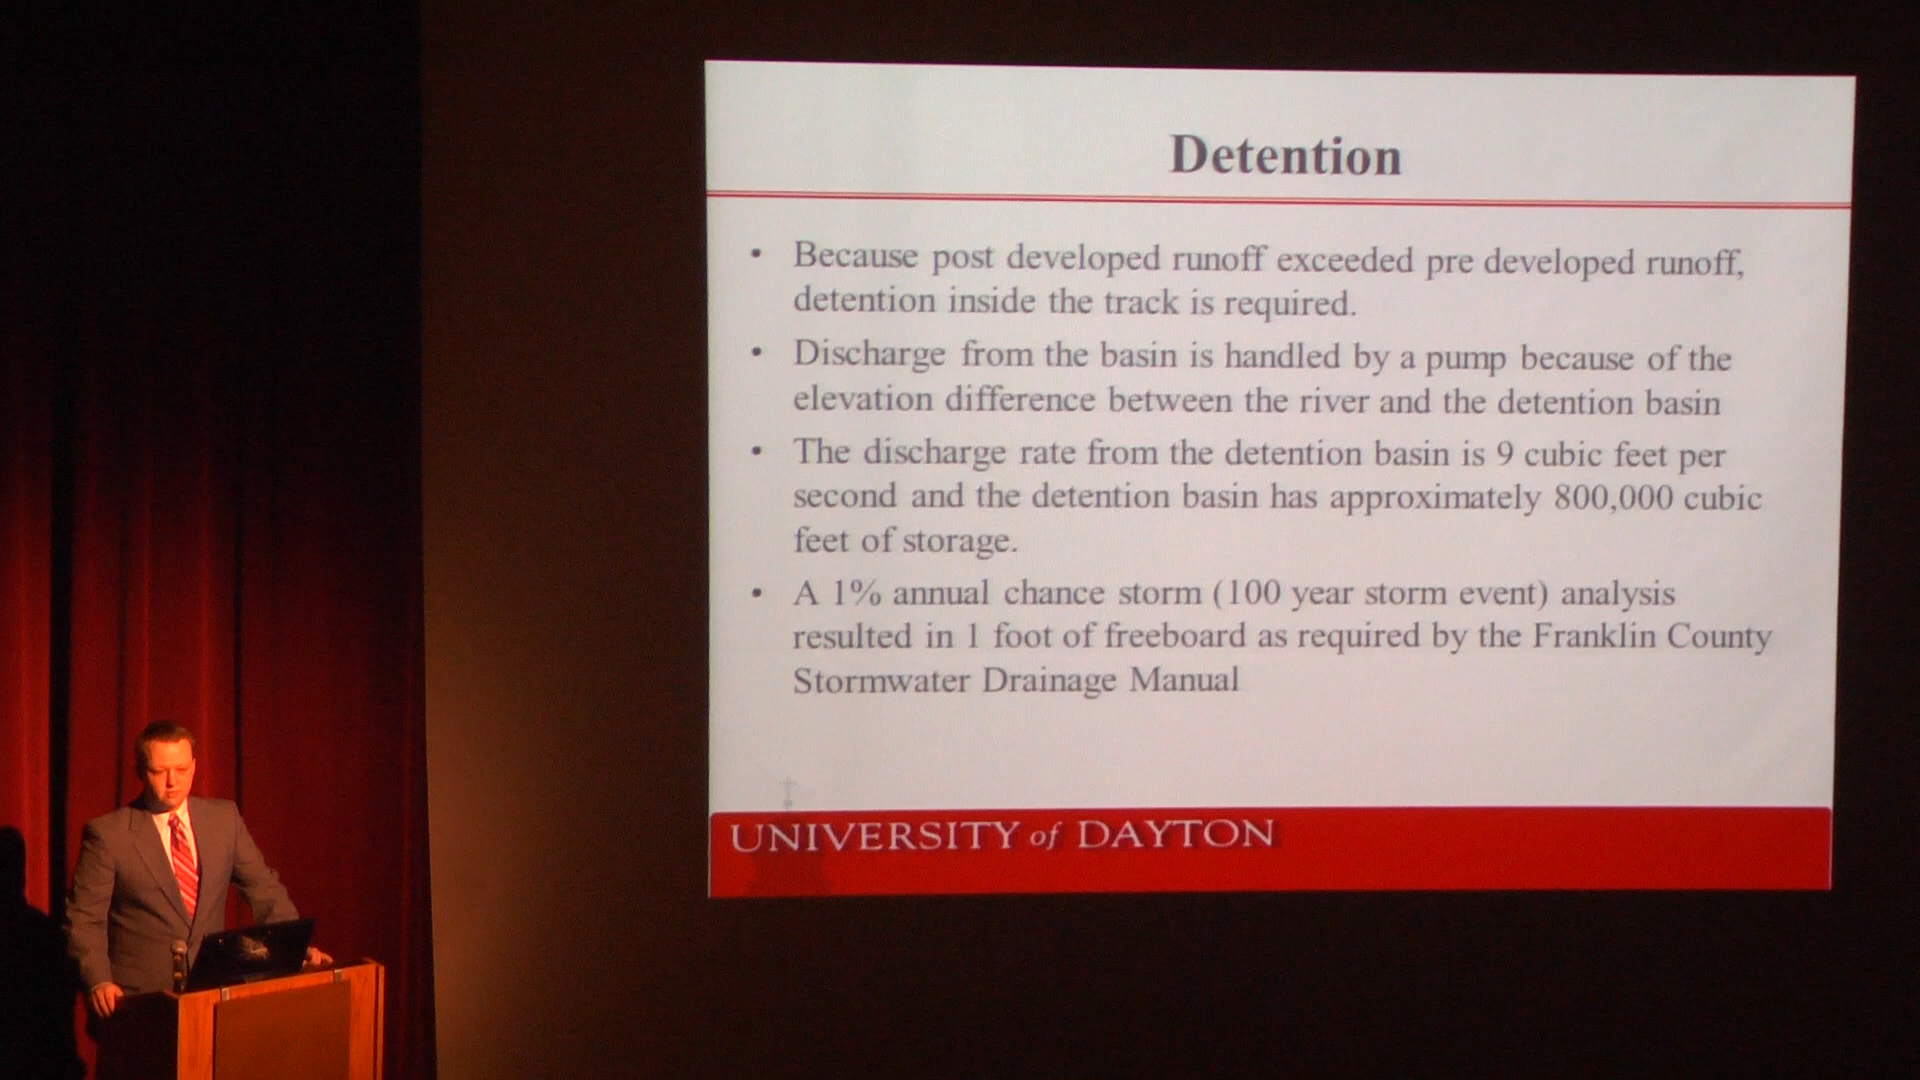 Detention
• Because post developed runoff exceeded pre developed runoff,
detention inside the track is required.
• Discharge from the basin is handled by a pump because of the
elevation difference between the river and the detention basin
• The discharge rate from the detention basin is 9 cubic feet per
second and the detention basin has approximately 800,000 cubic
feet of storage.
• A 1% annual chance storm (100 year storm event) analysis
resulted in 1 foot of freeboard as required by the Franklin County
Stormwater Drainage Manual
UNIVERSITY of DAYTON